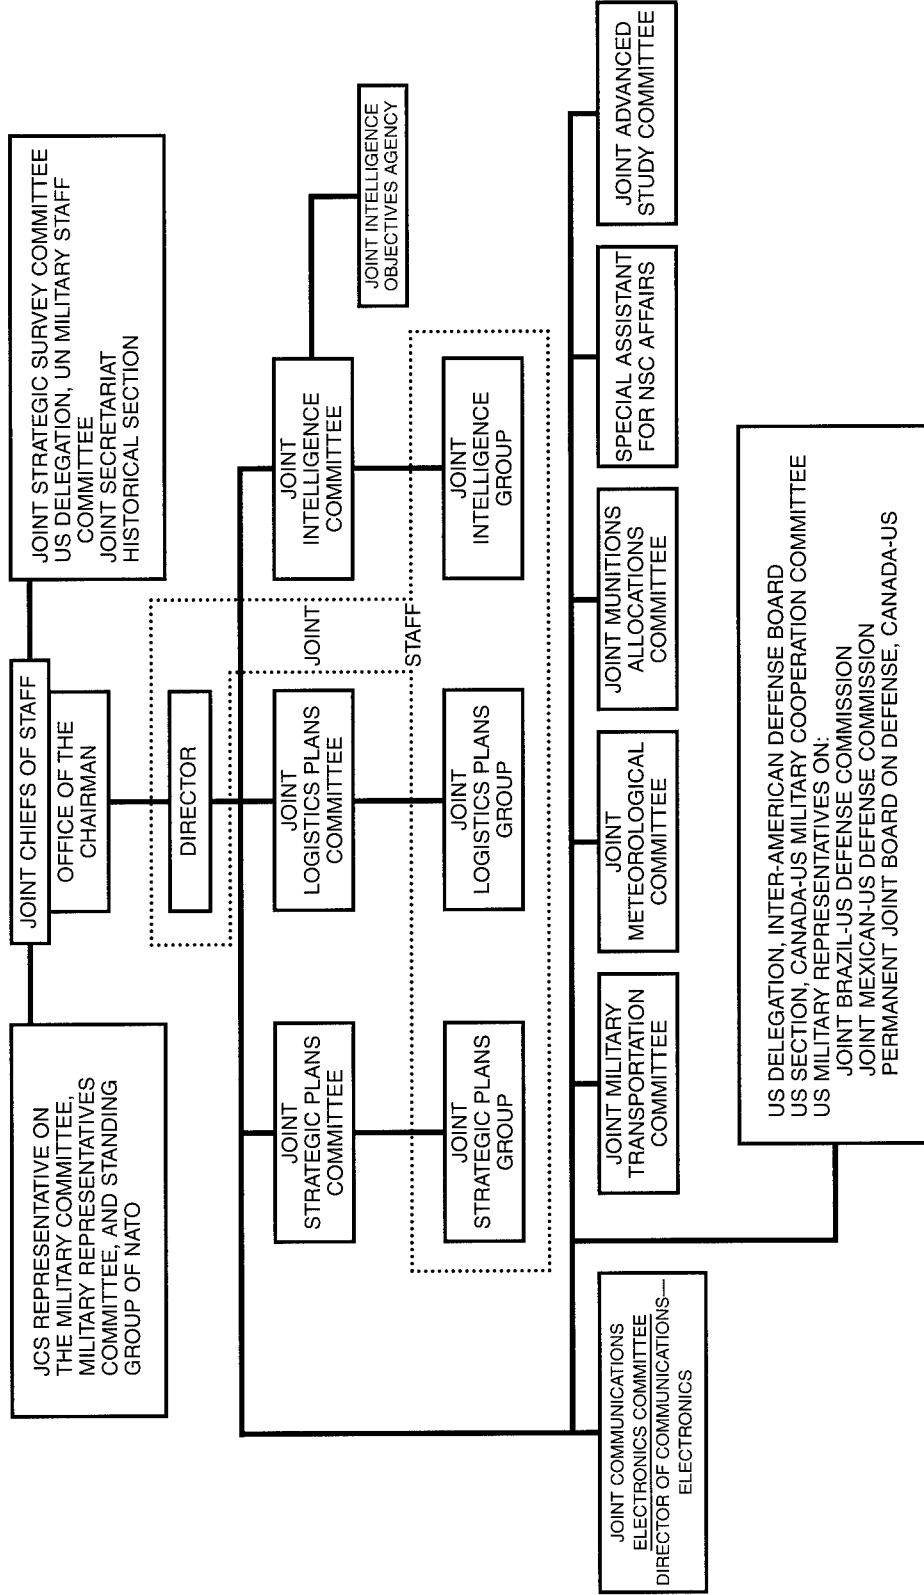 JOINT CHIEFS OF STAFF
OFFICE OF THE
CHAIRMAN
JCS REPRESENTATIVE ON
THE MILITARY COMMITTEE,
MILITARY REPRESENTATIVES
COMMITTEE, AND STANDING
GROUP OF NATO
JOINT STRATEGIC SURVEY COMMITTEE
US DELEGATION, UN MILITARY STAFF
COMMITTEE
JOINT SECRETARIAT
HISTORICAL SECTION
DIRECTOR
JOINT
STAFF
JOINT
STRATEGIC PLANS
COMMITTEE
JOINT
LOGISTICS PLANS
COMMITTEE
JOINT
INTELLIGENCE
COMMITTEE
JOINT INTELLIGENCE
OBJECTIVES AGENCY
JOINT
STRATEGIC PLANS
GROUP
JOINT
LOGISTICS PLANS
GROUP
JOINT
INTELLIGENCE
GROUP
JOINT COMMUNICATIONS
ELECTRONICS COMMITTEE
DIRECTOR OF COMMUNICATIONS—
ELECTRONICS
JOINT MILITARY
TRANSPORTATION
COMMITTEE
JOINT
METEOROLOGICAL
COMMITTEE
JOINT MUNITIONS
ALLOCATIONS
COMMITTEE
SPECIAL ASSISTANT
FOR NSC AFFAIRS
JOINT ADVANCED
STUDY COMMITTEE
US DELEGATION, INTER-AMERICAN DEFENSE BOARD
US SECTION, CANADA-US MILITARY COOPERATION COMMITTEE
US MILITARY REPRESENTATIVES ON:
JOINT BRAZIL-US DEFENSE COMMISSION
JOINT MEXICAN-US DEFENSE COMMISSION
PERMANENT JOINT BOARD ON DEFENSE, CANADA-US